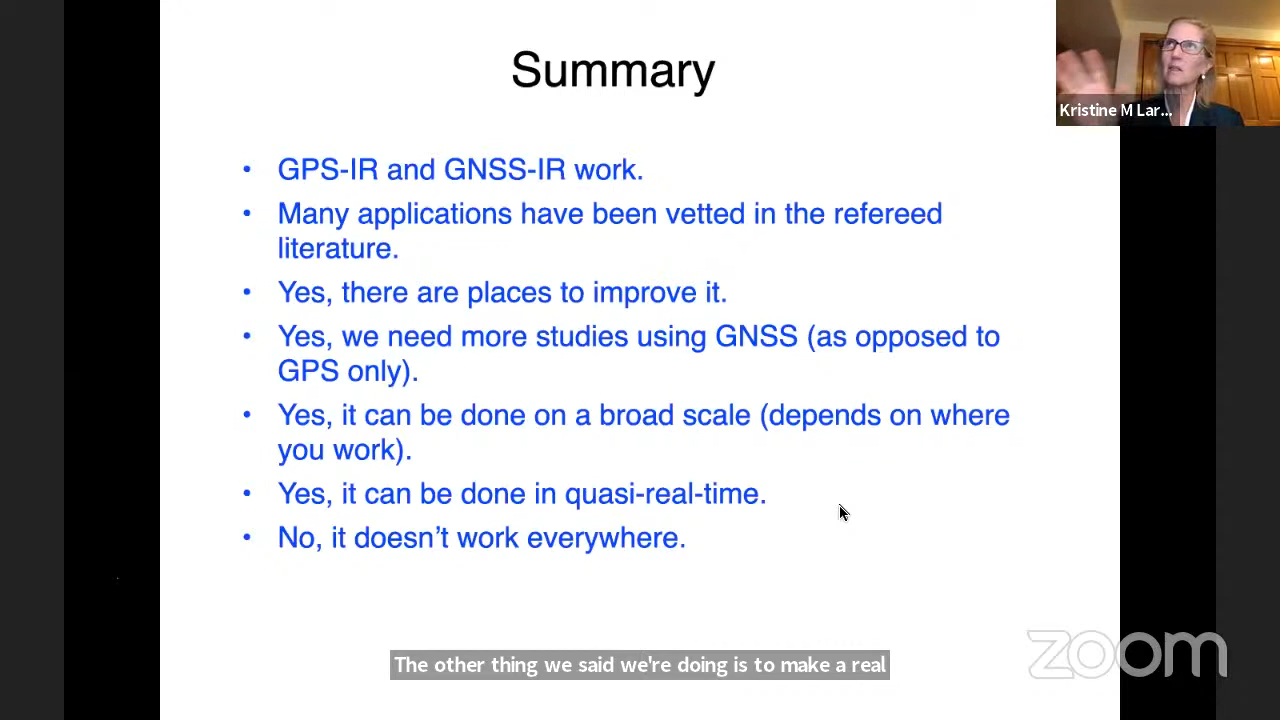 Summary
Kristine M Lar...
• GPS-IR and GNSS-IR work.
• Many applications have been vetted in the refereed
literature.
• Yes, there are places to improve it.
• Yes, we need more studies using GNSS (as opposed to
GPS only).
• Yes, it can be done on a broad scale (depends on where
you work).
• Yes, it can be done in quasi-real-time.
• No, it doesn’t work everywhere.
The other thing we said we're doing is to make a real
zoom